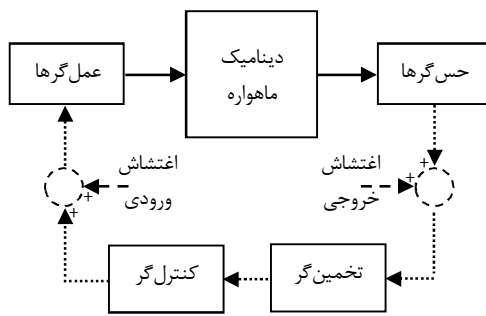 حس‌گرها
دینامیک
ماهواره
عمل‌گرها
+
+
+
+
اغتشاش
خروجی
اغتشاش
ورودی
تخمین‌گر
کنترل‌گر